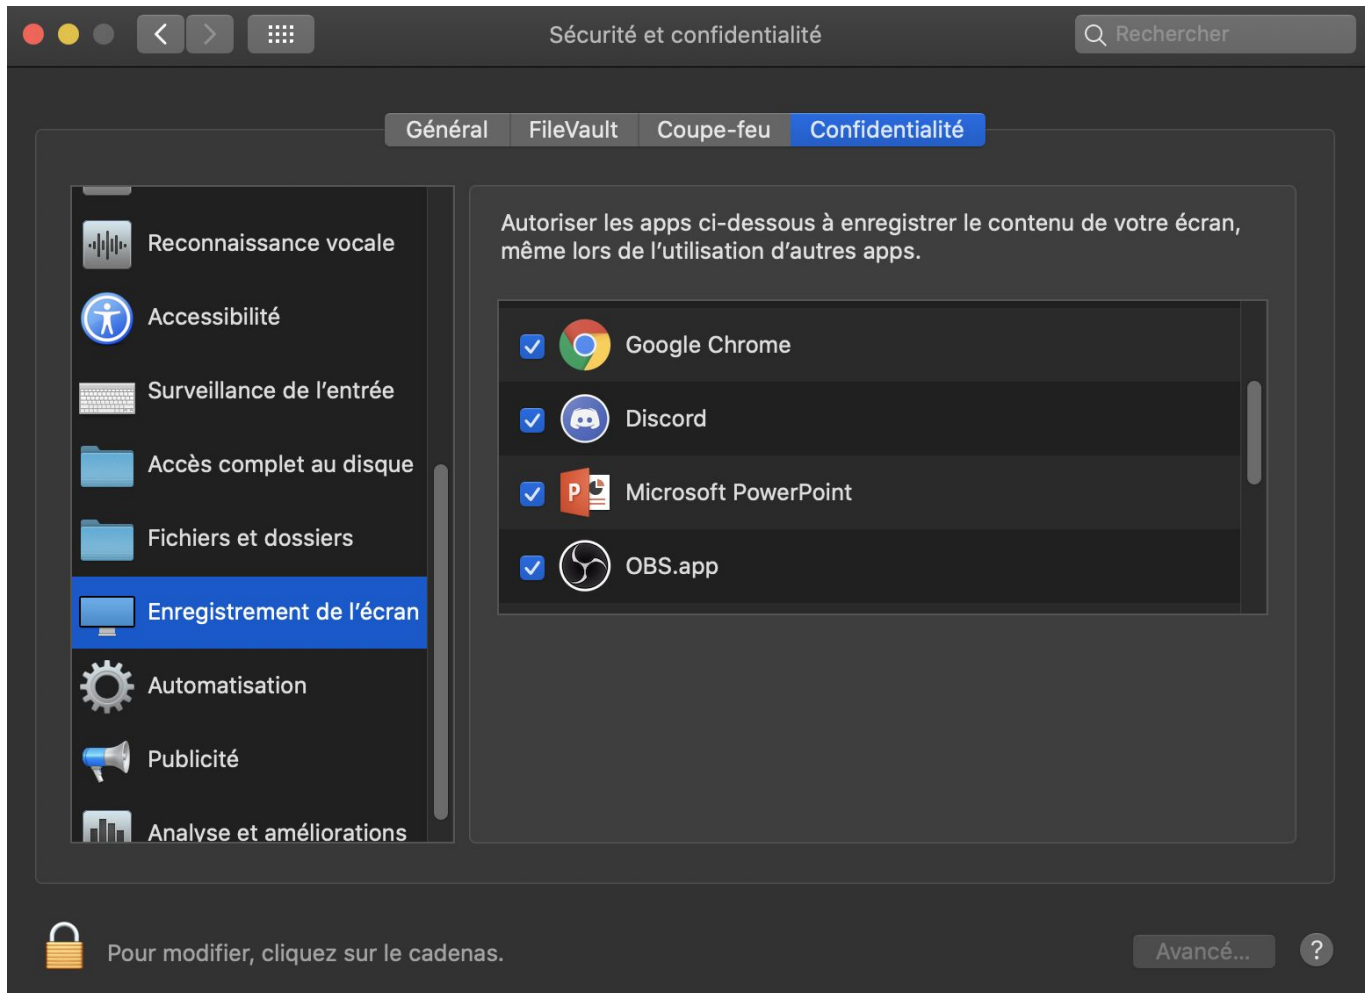 Sécurité et confidentialité
Rechercher
Général FileVault Coupe-feu Confidentialité
Reconnaissance vocale
Accessibilité
Surveillance de l'entrée
Accès complet au disque
Fichiers et dossiers
Enregistrement de l'écran
Automatisation
Publicité
Analyse et améliorations
Autoriser les apps ci-dessous à enregistrer le contenu de votre écran,
même lors de l'utilisation d'autres apps.
Google Chrome
Discord
P Microsoft PowerPoint
OBS.app
Pour modifier, cliquez sur le cadenas.
Avancé... ?